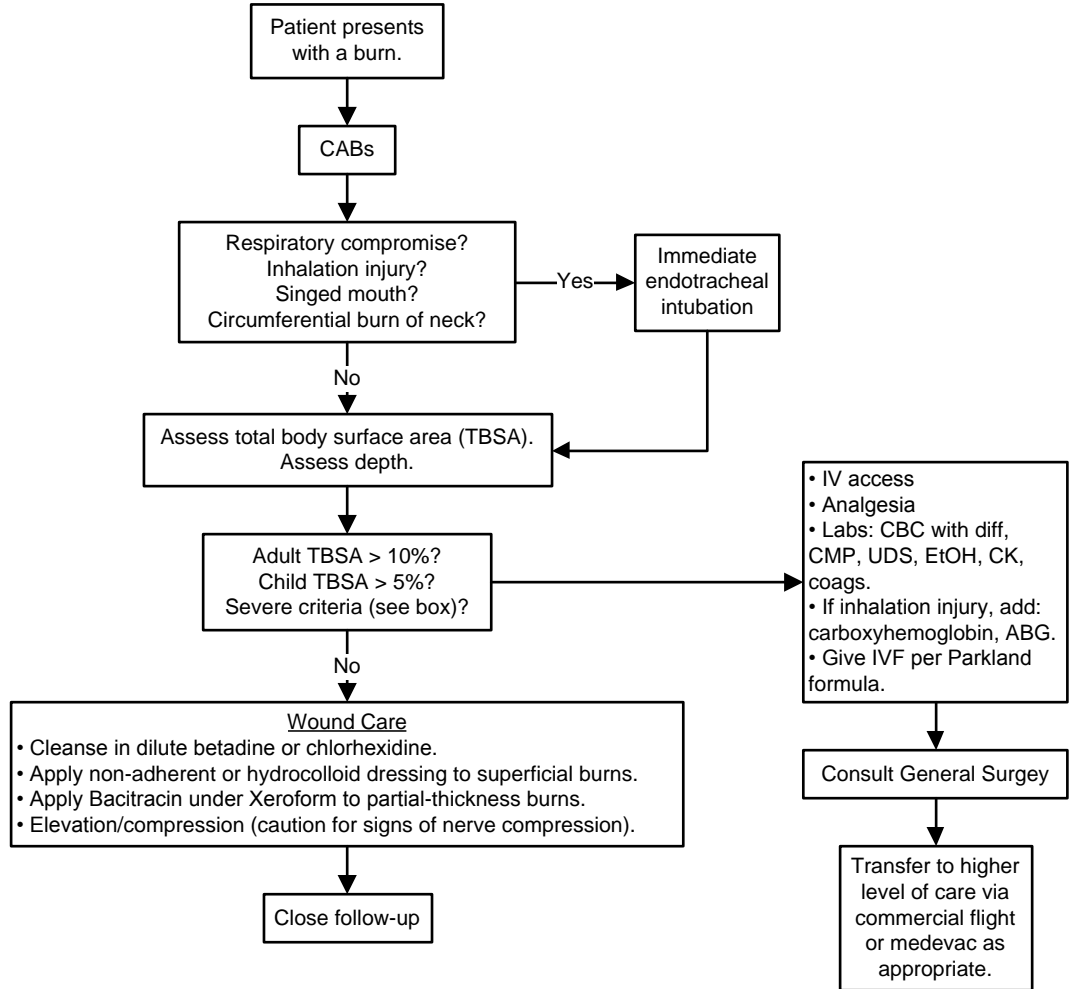 Patient presents
with a burn.
CABs
Respiratory compromise?
Inhalation injury?
Singed mouth?
Circumferential burn of neck?
Yes
Immediate
endotracheal
intubation
No
Assess total body surface area (TBSA).
Assess depth.
Adult TBSA > 10%?
Child TBSA > 5%?
Severe criteria (see box)?
• IV access
• Analgesia
• Labs: CBC with diff,
CMP, UDS, EtOH, CK,
coags.
• If inhalation injury, add:
carboxyhemoglobin, ABG.
• Give IVF per Parkland
formula.
No
Wound Care
• Cleanse in dilute betadine or chlorhexidine.
• Apply non-adherent or hydrocolloid dressing to superficial burns.
• Apply Bacitracin under Xeroform to partial-thickness burns.
• Elevation/compression (caution for signs of nerve compression).
Consult General Surgey
Close follow-up
Transfer to higher
level of care via
commercial flight
or medevac as
appropriate.